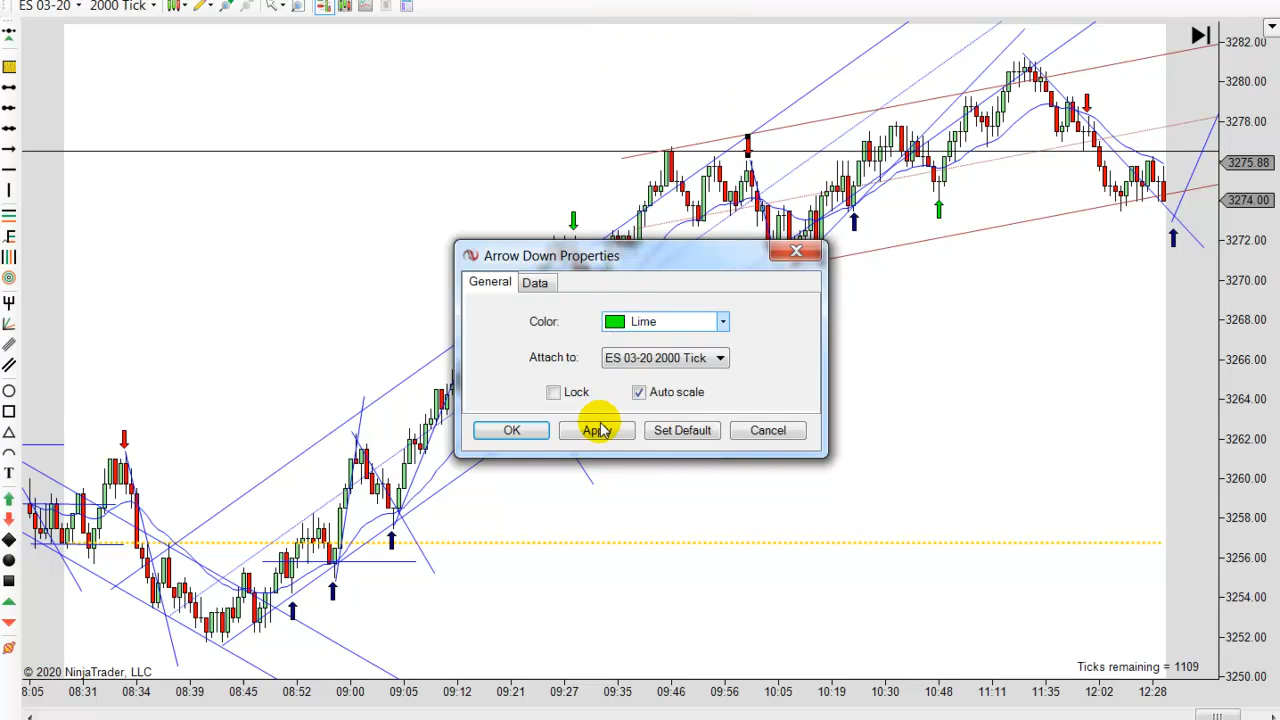 ES 03-20 2000 Tick
3282.00
3280.00
3278.00
3275.88
3274.00
3272.00
3270.00
3268.00
3266.00
3264.00
3262.00
3260.00
3258.00
3256.00
3254.00
3252.00
3250.00
Arrow Down Properties
General Data
Color: Lime
Attach to: ES 03-20 2000 Tick
Lock Auto scale
OK Apply Set Default Cancel
T
© 2020 NinjaTrader, LLC
Ticks remaining = 1109
8:05 08:31 08:34 08:39 08:45 08:52 09:00 09:05 09:12 09:21 09:27 09:35 09:46 09:56 10:05 10:19 10:30 10:48 11:11 11:35 12:02 12:28